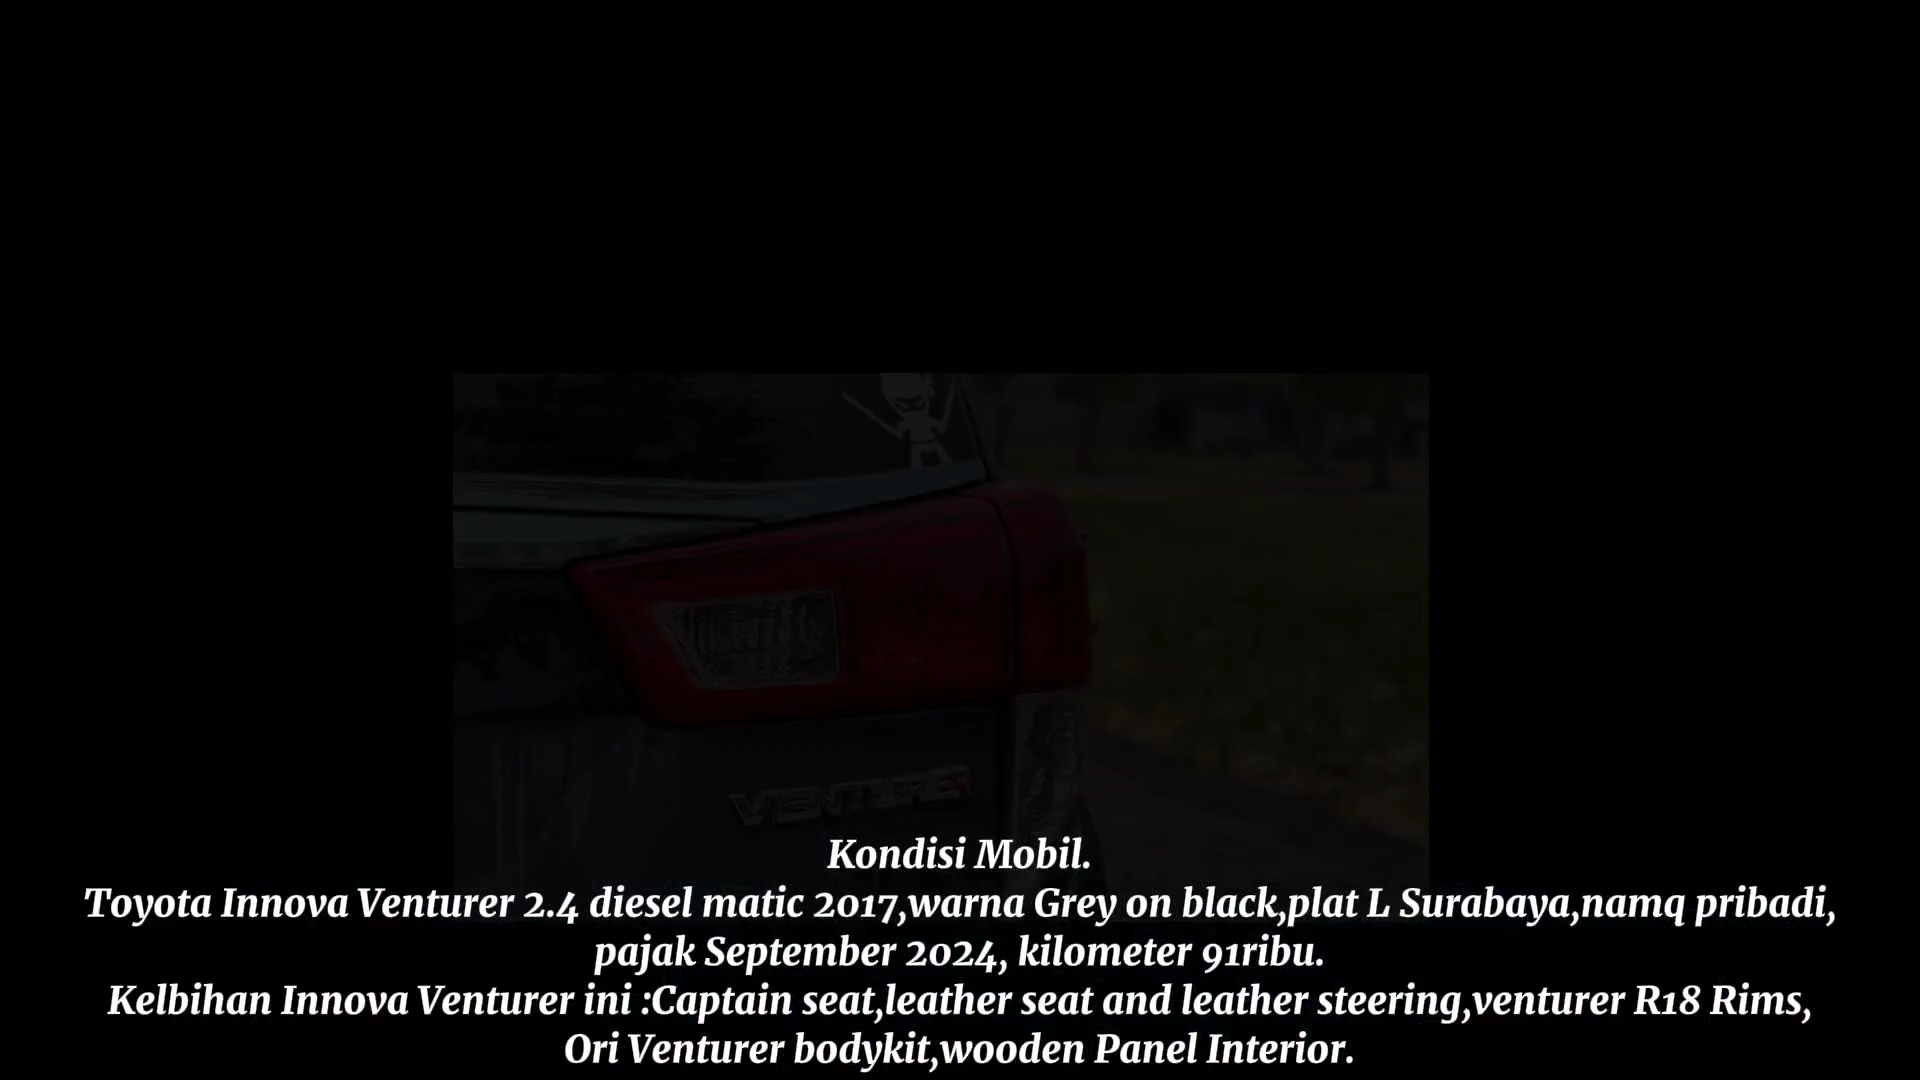 VENTURER
Kondisi Mobil.
Toyota Innova Venturer 2.4 diesel matic 2017,warna Grey on black,plat L Surabaya,namq pribadi,
pajak September 2024, kilometer 91ribu.
Kelbihan Innova Venturer ini :Captain seat,leather seat and leather steering,venturer R18 Rims,
Ori Venturer bodykit,wooden Panel Interior.